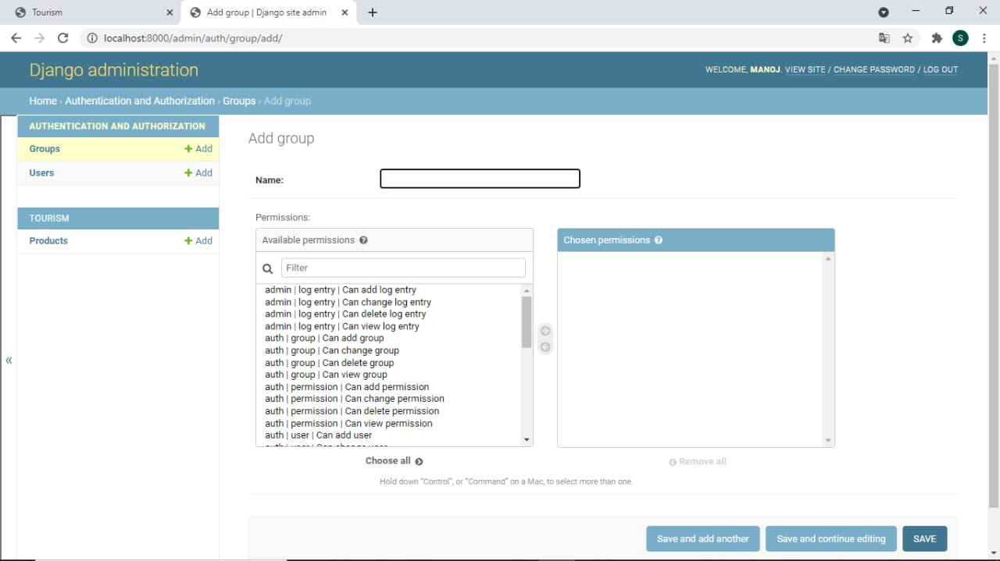 Tourism
Add group | Django site admin
localhost:8000/admin/auth/group/add/
S
Django administration
WELCOME, MANOJ. VIEW SITE / CHANGE PASSWORD / LOG OUT
Home › Authentication and Authorization › Groups › Add group
AUTHENTICATION AND AUTHORIZATION
Groups
+ Add
Users
+ Add
TOURISM
Products
+ Add
«
Add group
Name:
Permissions:
Available permissions ?
Filter
admin | log entry | Can add log entry
admin | log entry | Can change log entry
admin | log entry | Can delete log entry
admin | log entry | Can view log entry
auth | group | Can add group
auth | group | Can change group
auth | group | Can delete group
auth | group | Can view group
auth | permission | Can add permission
auth | permission | Can change permission
auth | permission | Can delete permission
auth | permission | Can view permission
auth | user | Can add user
auth | user | Can change user
Choose all
Chosen permissions ?
Remove all
Hold down “Control”, or “Command” on a Mac, to select more than one.
Save and add another
Save and continue editing
SAVE